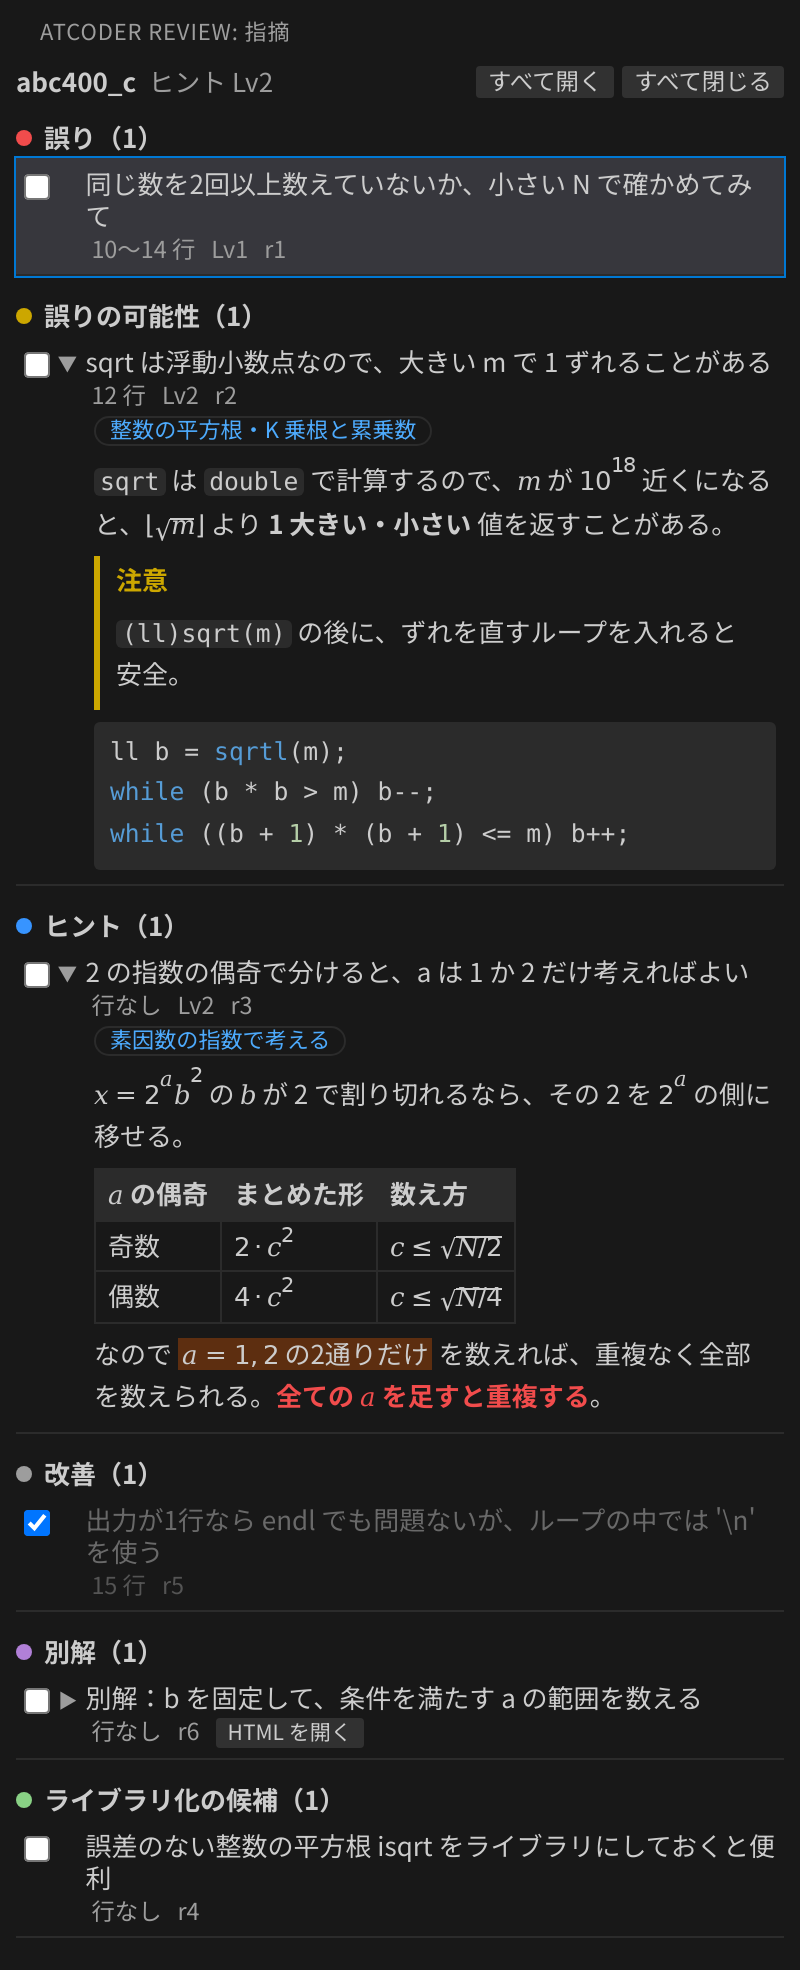 ATCODER REVIEW: 指摘
abc400_c ヒント Lv2 すべて開く すべて閉じる
誤り（1）
同じ数を2回以上数えていないか、小さい N で確かめてみ
て
10〜14 行 Lv1 r1
誤りの可能性（1）
sqrt は浮動小数点なので、大きい m で 1 ずれることがある
12 行 Lv2 r2
整数の平方根・K 乗根と累乗数
sqrt は double で計算するので、m が 10^18 近くになる
と、⌊√m⌋ より 1 大きい・小さい 値を返すことがある。
注意
(ll)sqrt(m) の後に、ずれを直すループを入れると
安全。
ll b = sqrtl(m);
while (b * b > m) b--;
while ((b + 1) * (b + 1) <= m) b++;
ヒント（1）
2 の指数の偶奇で分けると、a は 1 か 2 だけ考えればよい
行なし Lv2 r3
素因数の指数で考える
x = 2^a b^2 の b が 2 で割り切れるなら、その 2 を 2^a の側に
移せる。
a の偶奇 まとめた形 数え方
奇数 2·c^2 c ≤ √N/2
偶数 4·c^2 c ≤ √N/4
なので a = 1, 2 の2通りだけ を数えれば、重複なく全部
を数えられる。全ての a を足すと重複する。
改善（1）
出力が1行なら endl でも問題ないが、ループの中では '\n'
を使う
15 行 r5
別解（1）
別解：b を固定して、条件を満たす a の範囲を数える
行なし r6 HTML を開く
ライブラリ化の候補（1）
誤差のない整数の平方根 isqrt をライブラリにしておくと便
利
行なし r4